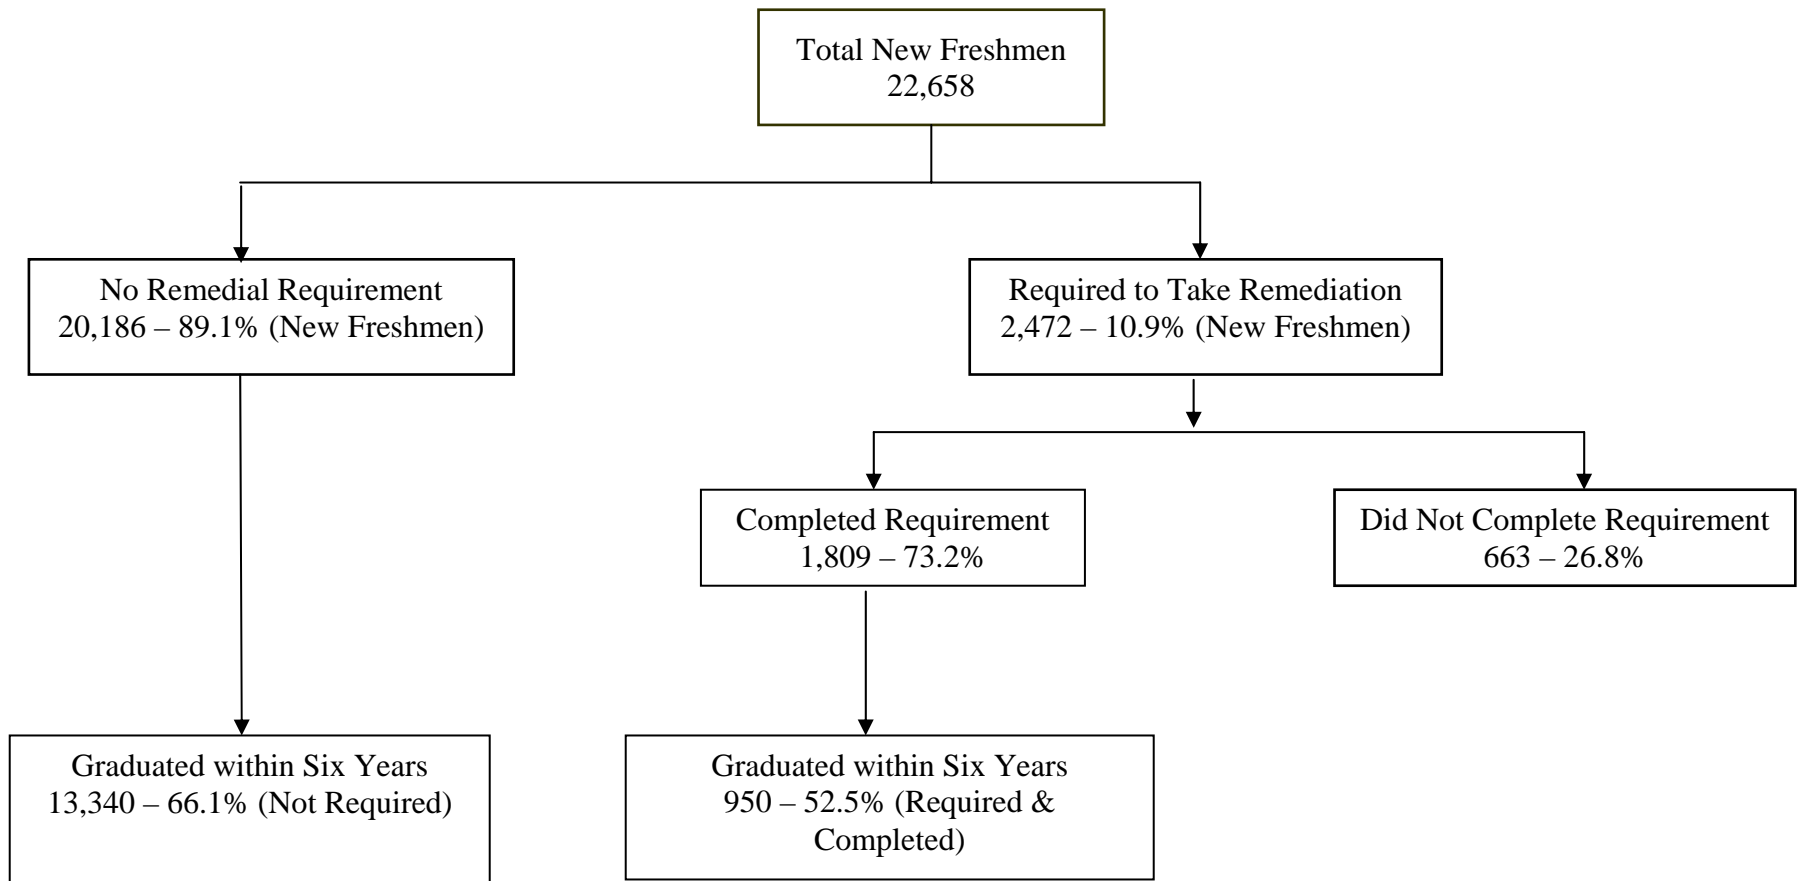 Total New Freshmen
22,658
No Remedial Requirement
20,186 – 89.1% (New Freshmen)
Required to Take Remediation
2,472 – 10.9% (New Freshmen)
Completed Requirement
1,809 – 73.2%
Did Not Complete Requirement
663 – 26.8%
Graduated within Six Years
13,340 – 66.1% (Not Required)
Graduated within Six Years
950 – 52.5% (Required &
Completed)